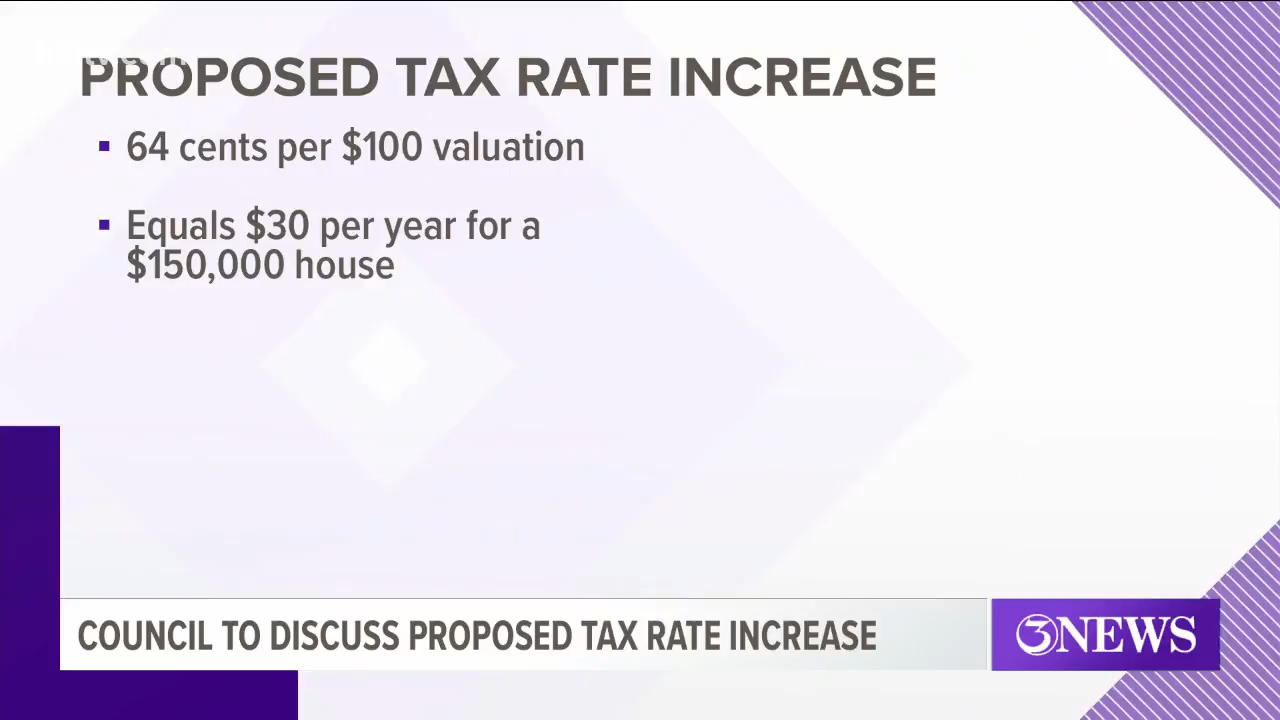 PROPOSED TAX RATE INCREASE
64 cents per $100 valuation
Equals $30 per year for a
$150,000 house
COUNCIL TO DISCUSS PROPOSED TAX RATE INCREASE
3NEWS